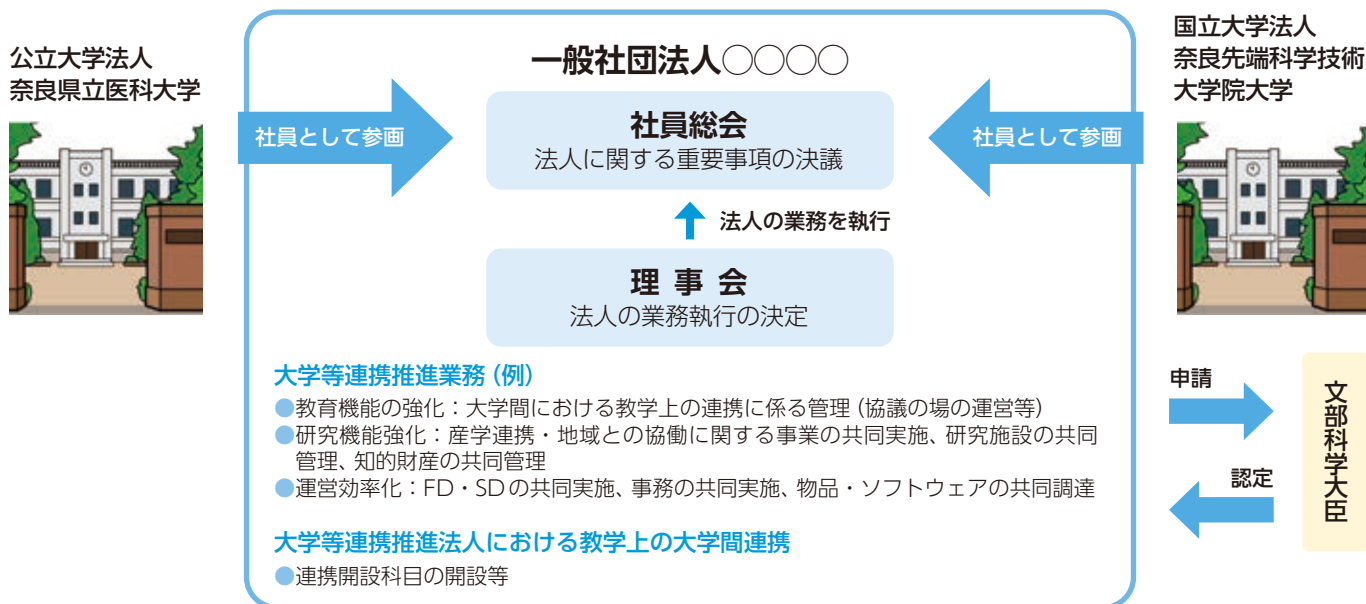 公立大学法人
奈良県立医科大学
一般社団法人○○○○
国立大学法人
奈良先端科学技術
大学院大学
社員として参画
社員総会
法人に関する重要事項の決議
社員として参画
法人の業務を執行
理 事 会
法人の業務執行の決定
大学等連携推進業務（例）
●教育機能の強化：大学間における教学上の連携に係る管理（協議の場の運営等）
●研究機能強化：産学連携・地域との協働に関する事業の共同実施、研究施設の共同
管理、知的財産の共同管理
●運営効率化：FD・SDの共同実施、事務の共同実施、物品・ソフトウェアの共同調達
大学等連携推進法人における教学上の大学間連携
●連携開設科目の開設等
申請
認定
文部科学大臣